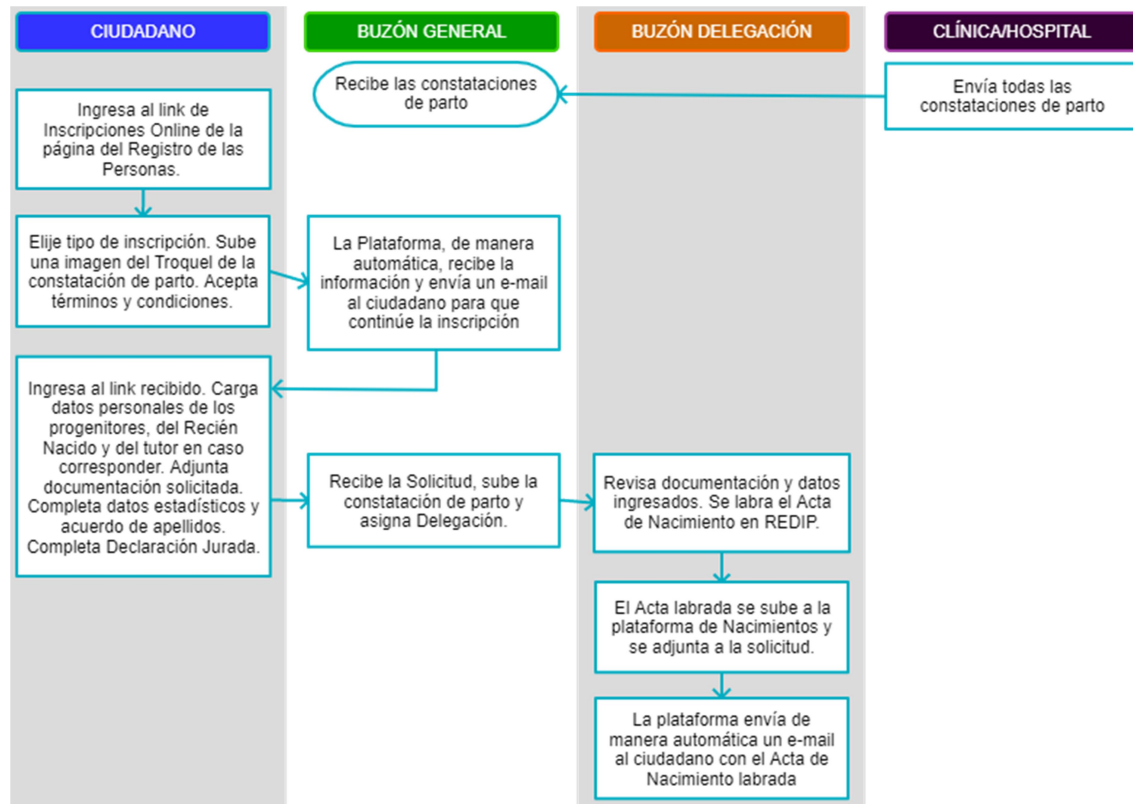 CIUDADANO
BUZÓN GENERAL
BUZÓN DELEGACIÓN
CLÍNICA/HOSPITAL
Recibe las constataciones
de parto
Envía todas las
constataciones de parto
Ingresa al link de
Inscripciones Online de la
página del Registro de las
Personas.
Elije tipo de inscripción. Sube
una imagen del Troquel de la
constatación de parto. Acepta
términos y condiciones.
La Plataforma, de manera
automática, recibe la
información y envía un e-mail
al ciudadano para que
continúe la inscripción
Ingresa al link recibido. Carga
datos personales de los
progenitores, del Recién
Nacido y del tutor en caso
corresponder. Adjunta
documentación solicitada.
Completa datos estadísticos y
acuerdo de apellidos.
Completa Declaración Jurada.
Recibe la Solicitud, sube la
constatación de parto y
asigna Delegación.
Revisa documentación y datos
ingresados. Se labra el Acta
de Nacimiento en REDIP.
El Acta labrada se sube a la
plataforma de Nacimientos y
se adjunta a la solicitud.
La plataforma envía de
manera automática un e-mail
al ciudadano con el Acta de
Nacimiento labrada